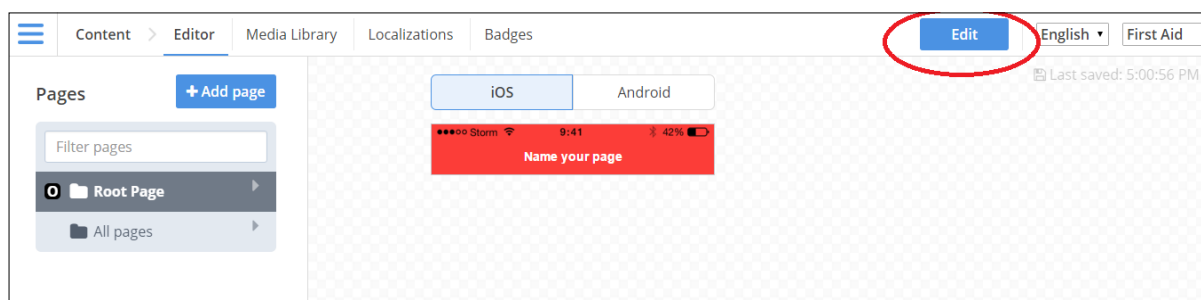 Content Editor Media Library Localizations Badges Edit English First Aid
Last saved: 5:00:56 PM
Pages
+ Add page
iOS Android
Filter pages
Storm 9:41 42%
Name your page
O Root Page
All pages